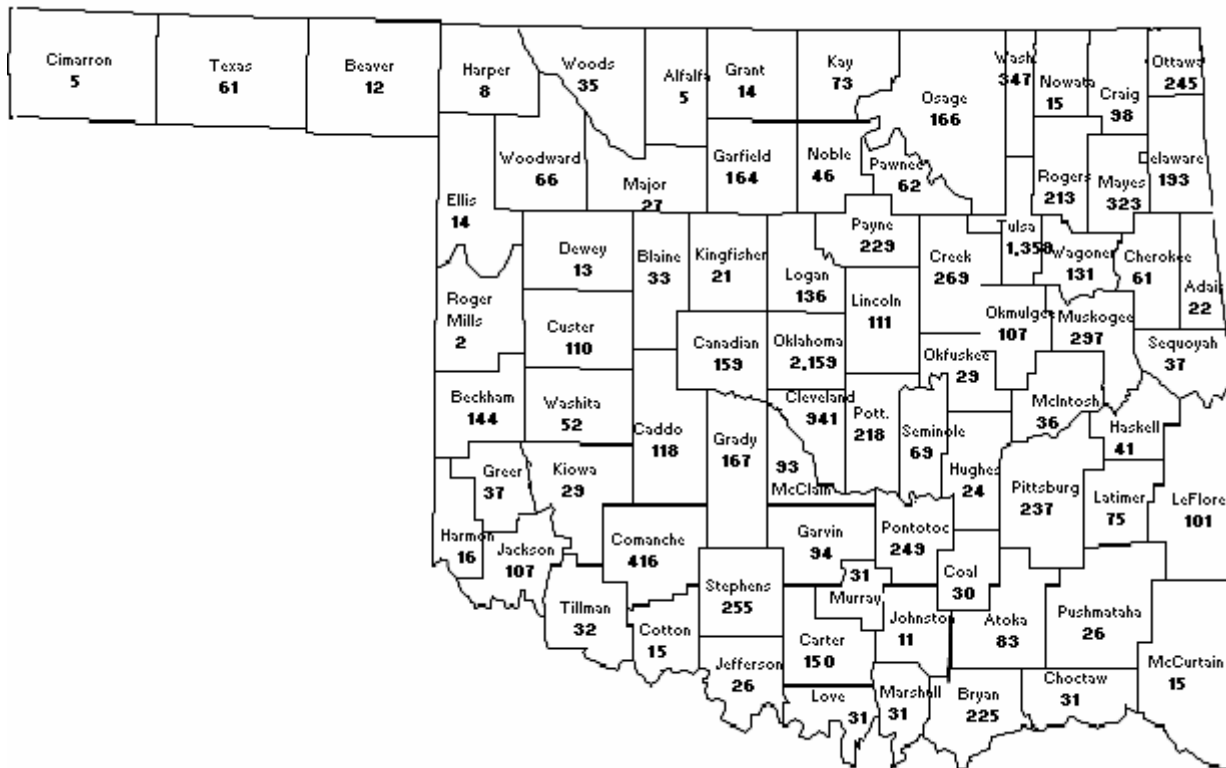 Cimarron
5
Texas
61
Beaver
12
Harper
8
Woods
35
Alfalfa
5
Grant
14
Kay
73
Osage
166
Wash.
347
Nowata
15
Craig
98
Ottawa
245
Woodward
66
Major
27
Garfield
164
Noble
46
Pawnee
62
Rogers
213
Mayes
323
elaware
193
Ellis
14
Dewey
13
Blaine
33
Kingfisher
21
Logan
136
Payne
229
Creek
269
Tulsa
1,358
Wagoner
131
Cherokee
61
Adair
22
Roger
Mills
2
Custer
110
Canadian
159
Oklahoma
2,159
Lincoln
111
Okfuskee
29
Okmulgee
107
Muskogee
297
Sequoyah
37
Beckham
144
Washita
52
Caddo
118
Grady
167
Cleveland
941
93
McClain
Pott.
218
Seminole
69
Hughes
24
McIntosh
36
Haskell
41
Greer
37
Kiowa
29
Pittsburg
237
Latimer
75
LeFlore
101
Harmon
16
Jackson
107
Comanche
416
Garvin
94
Pontotoc
249
Stephens
255
31
Murray
Coal
30
Tillman
32
Cotton
15
Carter
150
Johnston
11
Atoka
83
Pushmataha
26
McCurtain
15
Jefferson
26
Love
31
Marshall
31
Bryan
225
Choctaw
31